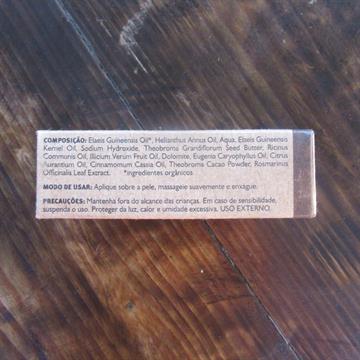 COMPOSIÇÃO: Elaeis Guineensis Oil*, Helianthus Annus Oil, Aqua, Elaeis Guineensis
Kernel Oil, Sodium Hydroxide, Theobroma Grandiflorum Seed Butter, Ricinus
Communis Oil, Illicium Verum Fruit Oil, Dolomite, Eugenia Caryophyllus Oil, Citrus
Aurantium Oil, Cinnamomum Cassia Oil, Theobroma Cacao Powder, Rosmarinus
Officinalis Leaf Extract. *ingredientes orgânicos
MODO DE USAR: Aplique sobre a pele, massageie suavemente e enxague.
PRECAUÇÕES: Mantenha fora do alcance das crianças. Em caso de sensibilidade,
suspenda o uso. Proteger da luz, calor e umidade excessiva. USO EXTERNO.